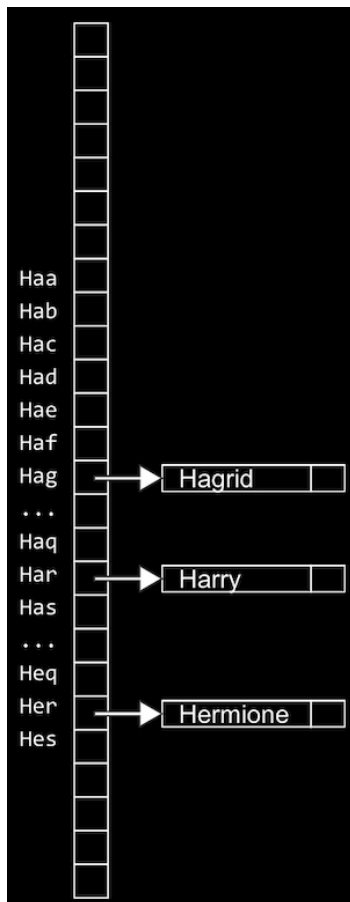 Haa
Hab
Hac
Had
Hae
Haf
Hag Hagrid
...
Haq
Har Harry
Has
...
Heq
Her Hermione
Hes